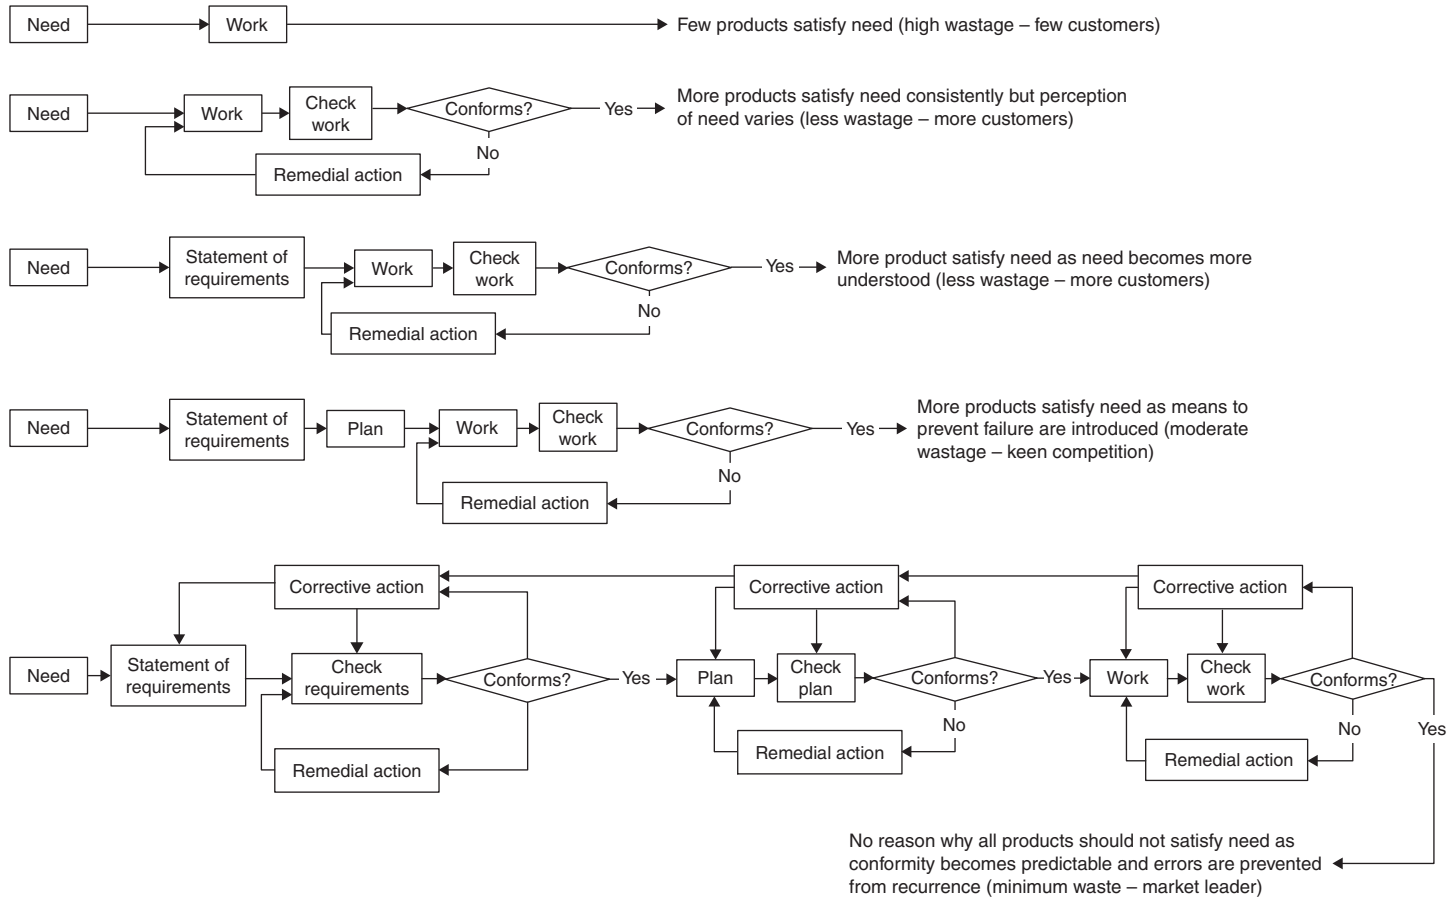 Need
Work
Few products satisfy need (high wastage – few customers)
Need
Work
Check
work
Conforms?
Yes
More products satisfy need consistently but perception
of need varies (less wastage – more customers)
No
Remedial action
Need
Statement of
requirements
Work
Check
work
Conforms?
Yes
More product satisfy need as need becomes more
understood (less wastage – more customers)
No
Remedial action
Need
Statement of
requirements
Plan
Work
Check
work
Conforms?
Yes
More products satisfy need as means to
prevent failure are introduced (moderate
wastage – keen competition)
No
Remedial action
Corrective action
Corrective action
Corrective action
Need
Statement of
requirements
Check
requirements
Conforms?
Yes
Plan
Check
plan
Conforms?
Yes
Work
Check
work
Conforms?
No
No
Yes
Remedial action
Remedial action
Remedial action
No reason why all products should not satisfy need as
conformity becomes predictable and errors are prevented
from recurrence (minimum waste – market leader)